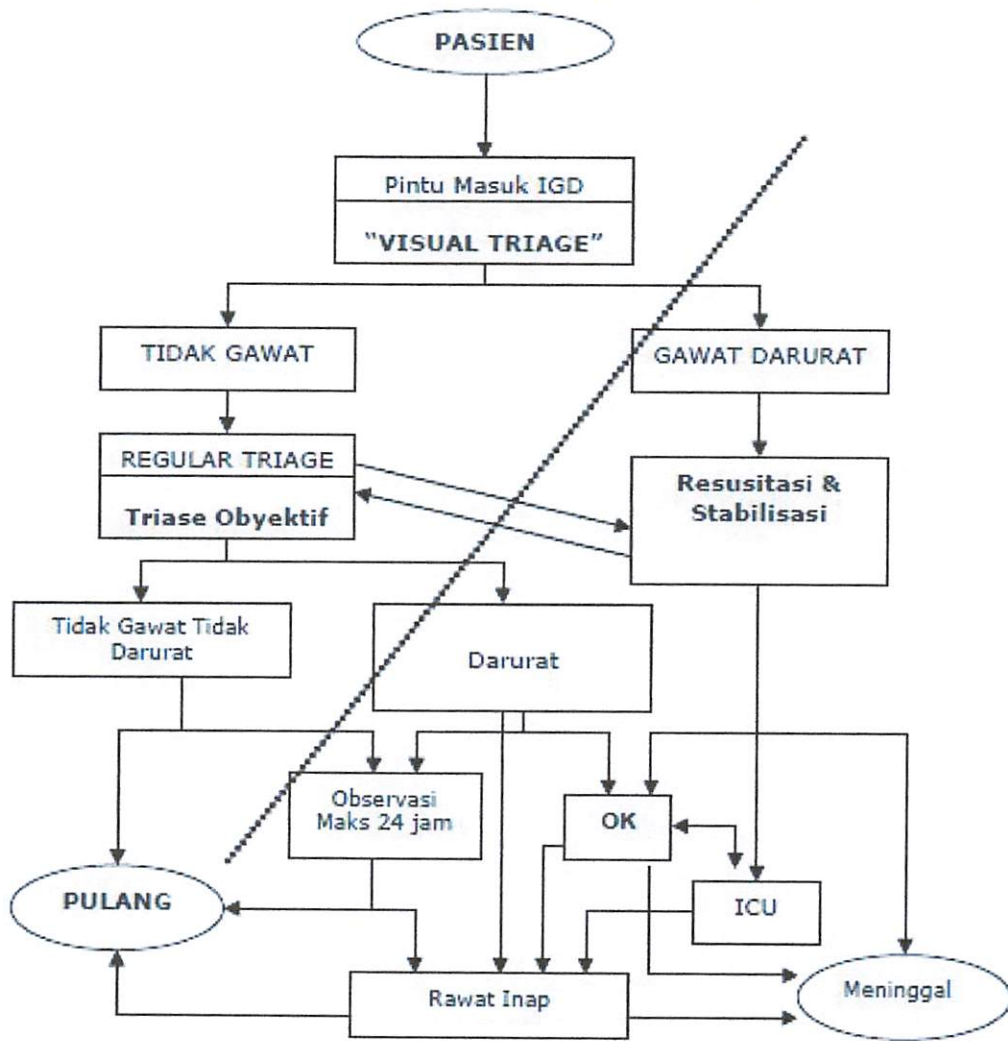 PASIEN
Pintu Masuk IGD
“VISUAL TRIAGE”
TIDAK GAWAT
GAWAT DARURAT
REGULAR TRIAGE
Triase Obyektif
Resusitasi &
Stabilisasi
Tidak Gawat Tidak
Darurat
Darurat
Observasi
Maks 24 jam
OK
PULANG
ICU
Rawat Inap
Meninggal